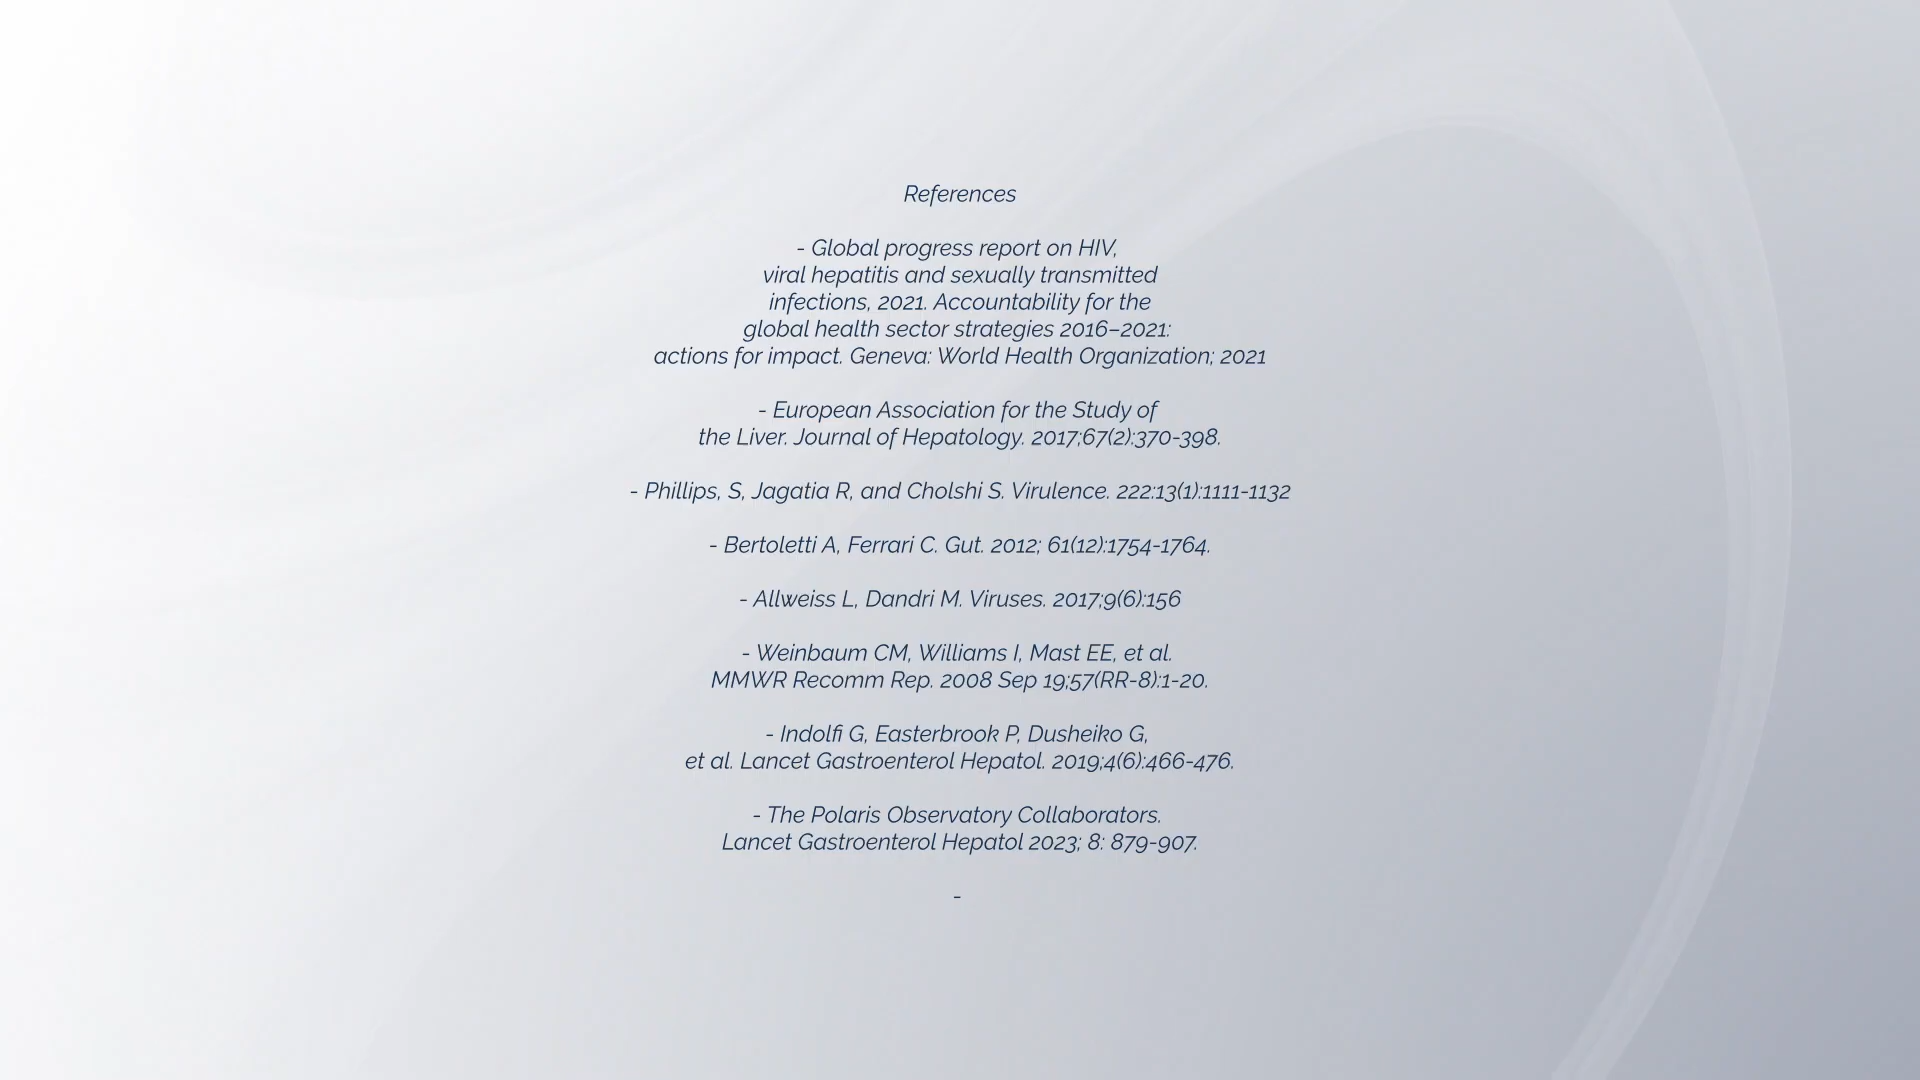 References
- Global progress report on HIV,
viral hepatitis and sexually transmitted
infections, 2021. Accountability for the
global health sector strategies 2016–2021:
actions for impact. Geneva: World Health Organization; 2021
- European Association for the Study of
the Liver. Journal of Hepatology. 2017;67(2):370-398.
- Phillips, S, Jagatia R, and Cholshi S. Virulence. 222:13(1):1111-1132
- Bertoletti A, Ferrari C. Gut. 2012; 61(12):1754-1764.
- Allweiss L, Dandri M. Viruses. 2017;9(6):156
- Weinbaum CM, Williams I, Mast EE, et al.
MMWR Recomm Rep. 2008 Sep 19;57(RR-8):1-20.
- Indolfi G, Easterbrook P, Dusheiko G,
et al. Lancet Gastroenterol Hepatol. 2019;4(6):466-476.
- The Polaris Observatory Collaborators.
Lancet Gastroenterol Hepatol 2023; 8: 879-907.
-